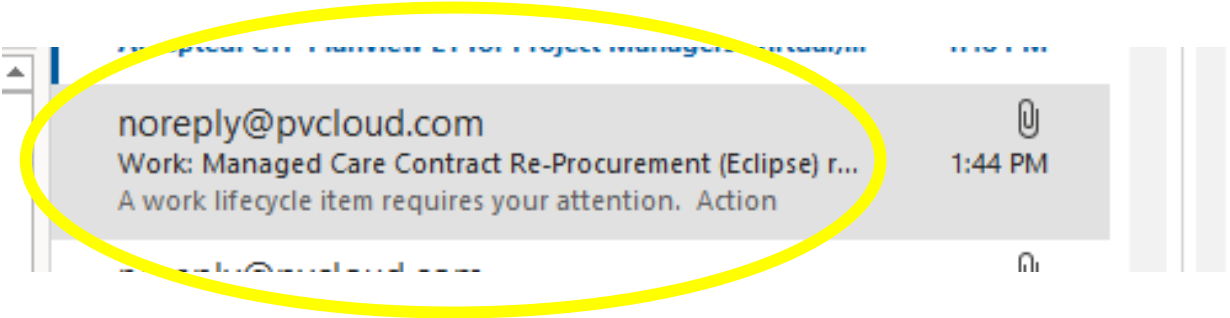 noreply@pvcloud.com
Work: Managed Care Contract Re-Procurement (Eclipse) r...
1:44 PM
A work lifecycle item requires your attention. Action